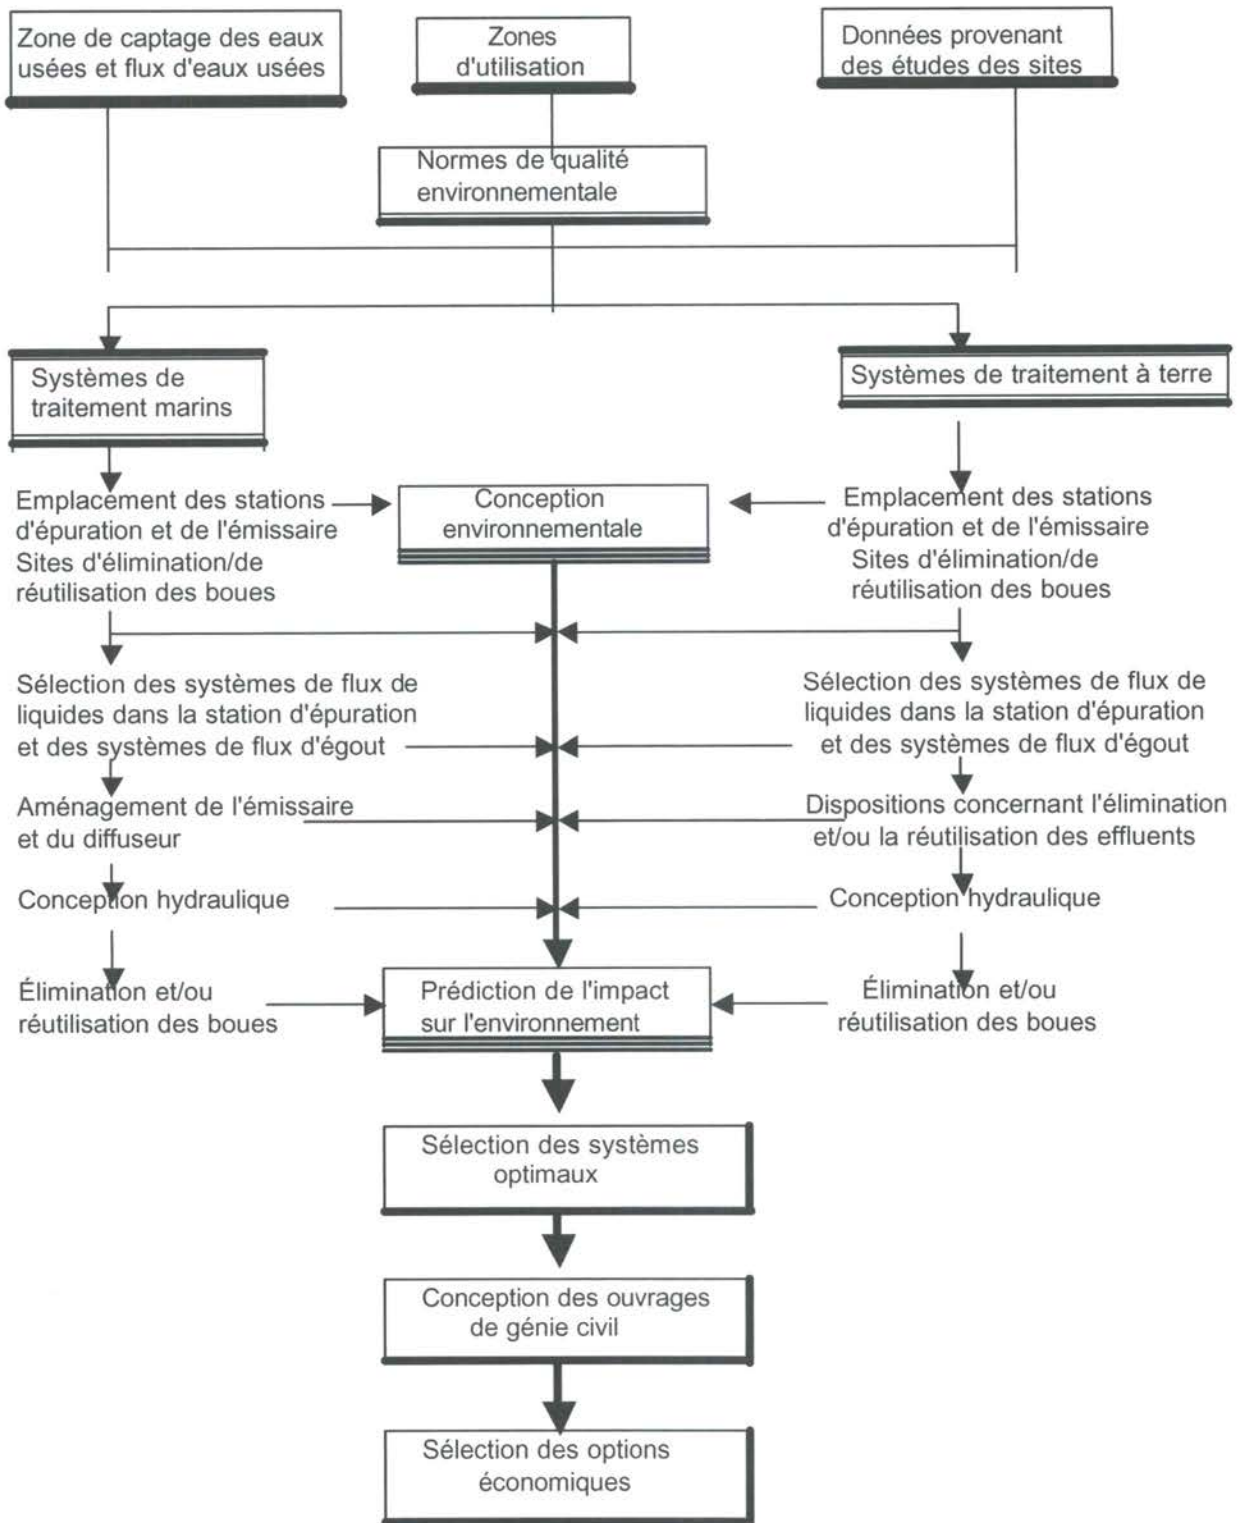 Zone de captage des eaux
usées et flux d'eaux usées
Zones
d'utilisation
Données provenant
des études des sites
Normes de qualité
environnementale
Systèmes de
traitement marins
Systèmes de traitement à terre
Emplacement des stations
d'épuration et de l'émissaire
Sites d'élimination/de
réutilisation des boues
Conception
environnementale
Emplacement des stations
d'épuration et de l'émissaire
Sites d'élimination/de
réutilisation des boues
Sélection des systèmes de flux de
liquides dans la station d'épuration
et des systèmes de flux d'égout
Sélection des systèmes de flux de
liquides dans la station d'épuration
et des systèmes de flux d'égout
Aménagement de l'émissaire
et du diffuseur
Dispositions concernant l'élimination
et/ou la réutilisation des effluents
Conception hydraulique
Conception hydraulique
Élimination et/ou
réutilisation des boues
Prédiction de l'impact
sur l'environnement
Élimination et/ou
réutilisation des boues
Sélection des systèmes
optimaux
Conception des ouvrages
de génie civil
Sélection des options
économiques